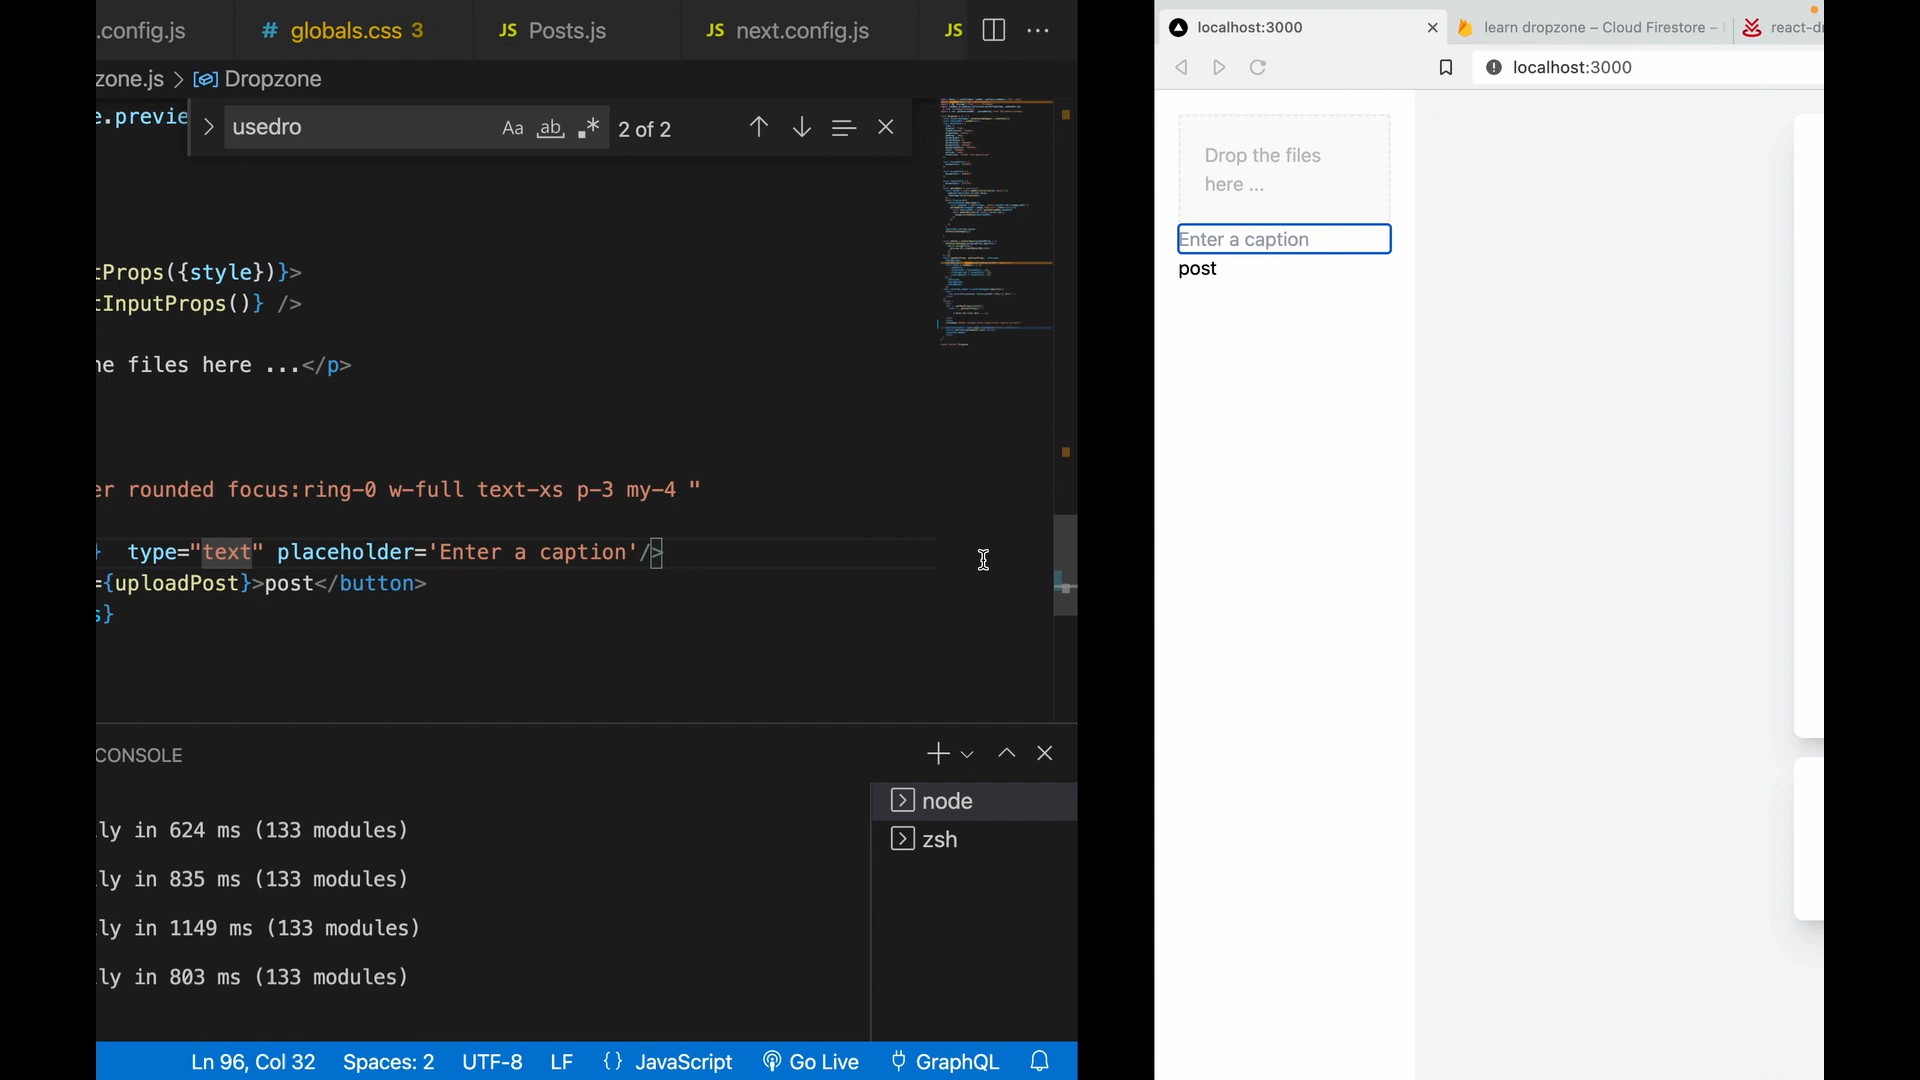 .config.js
# globals.css 3
JS Posts.js
JS next.config.js
JS
zone.js > Dropzone
e.previe
usedro
Aa ab 2 of 2
tProps({style})}>
tInputProps()} />
he files here ...</p>
er rounded focus:ring-0 w-full text-xs p-3 my-4 "
} type="text" placeholder='Enter a caption'/>
={uploadPost}>post</button>
s}
CONSOLE
node
zsh
ly in 624 ms (133 modules)
ly in 835 ms (133 modules)
ly in 1149 ms (133 modules)
ly in 803 ms (133 modules)
Ln 96, Col 32 Spaces: 2 UTF-8 LF {} JavaScript Go Live GraphQL
localhost:3000
learn dropzone – Cloud Firestore –
react-d
localhost:3000
Drop the files
here ...
Enter a caption
post